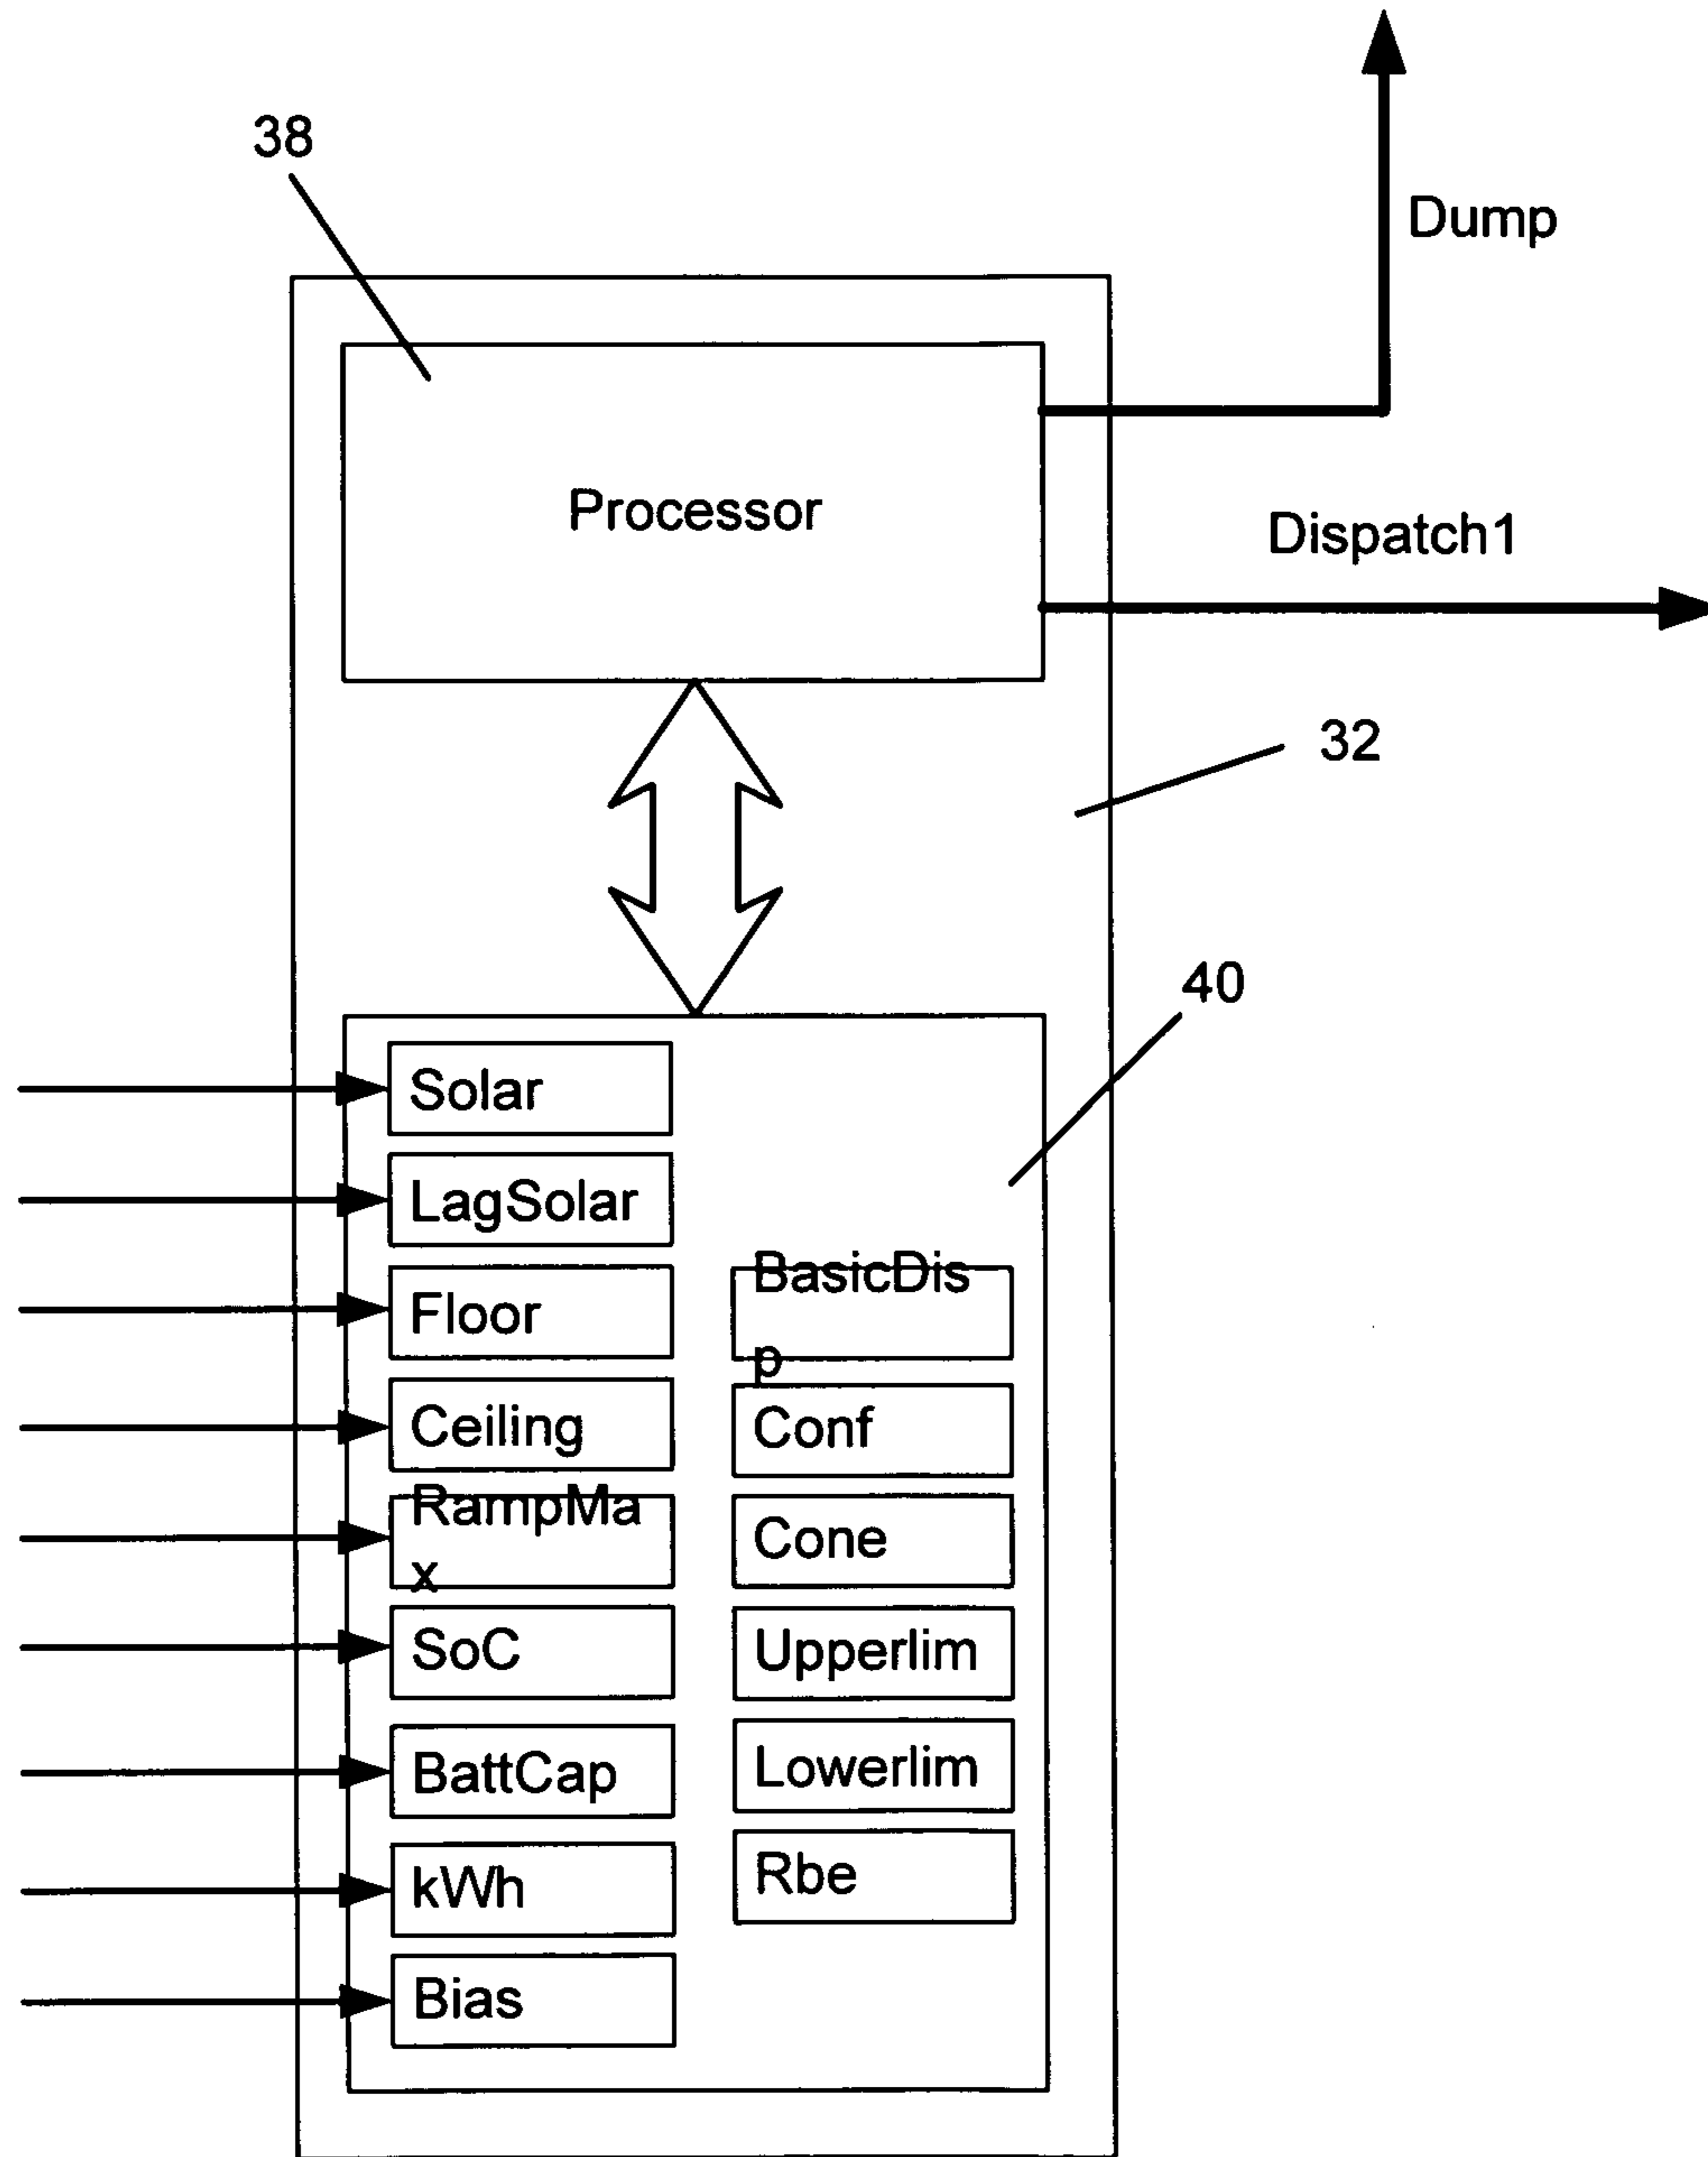 38
Dump
Processor
Dispatch1
32
40
Solar
LagSolar
Floor
Ceiling
RampMa
x
SoC
BattCap
kWh
Bias
BasicDis
p
Conf
Cone
Upperlim
Lowerlim
Rbe